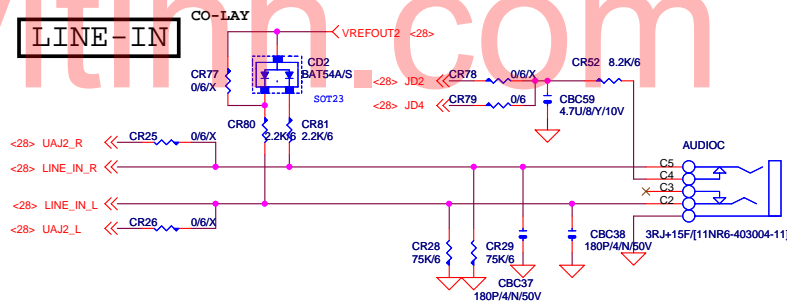 vitinn.com
CO-LAY
LINE-IN
VREFOUT2 <28>
CR77
0/6/X
CD2
BAT54A/S
SOT23
<28> JD2
CR78
0/6/X
CR52 8.2K/6
<28> JD4
CR79
0/6
CBC59
4.7U/8/Y/10V
CR80
2.2K/6
CR81
2.2K/6
<28> UAJ2_R
CR25
0/6/X
<28> LINE_IN_R
AUDIOC
C5
C4
C3
C2
<28> LINE_IN_L
<28> UAJ2_L
CR26
0/6/X
CR28
75K/6
CR29
75K/6
CBC37
180P/4/N/50V
CBC38
180P/4/N/50V
3RJ+15F/[11NR6-403004-11]